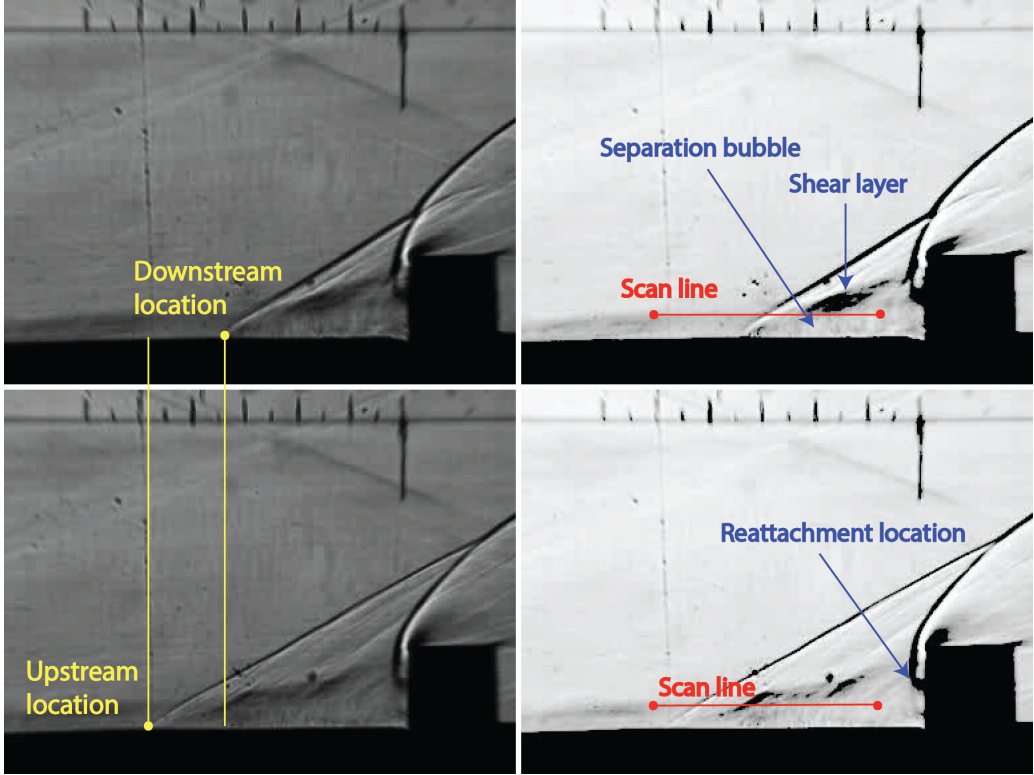 Separation bubble
Shear layer
Downstream
location
Scan line
Reattachment location
Upstream
location
Scan line